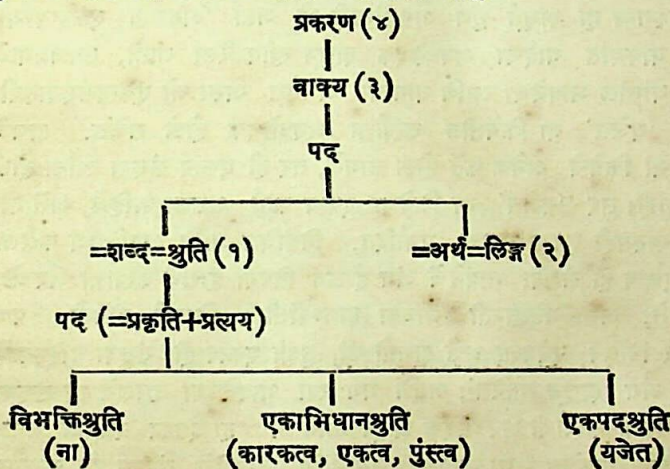 प्रकरण (४)
वाक्य (३)
पद
=शब्द=श्रुति (१) =अर्थ=लिङ्ग (२)
पद (=प्रकृति+प्रत्यय)
विभक्तिश्रुति एकाभिधानश्रुति एकपदश्रुति
(ना) (कारकत्व, एकत्व, पुंस्त्व) (यजेत)